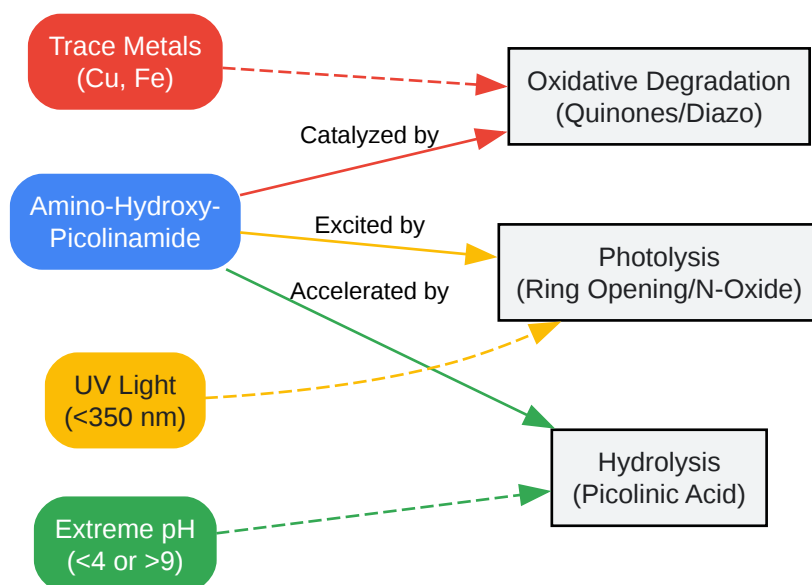 Trace Metals
(Cu, Fe)
Oxidative Degradation
(Quinones/Diazo)
Catalyzed by
Amino-Hydroxy-
Picolinamide
Excited by
Photolysis
(Ring Opening/N-Oxide)
Accelerated by
UV Light
(<350 nm)
Hydrolysis
(Picolinic Acid)
Extreme pH
(<4 or >9)